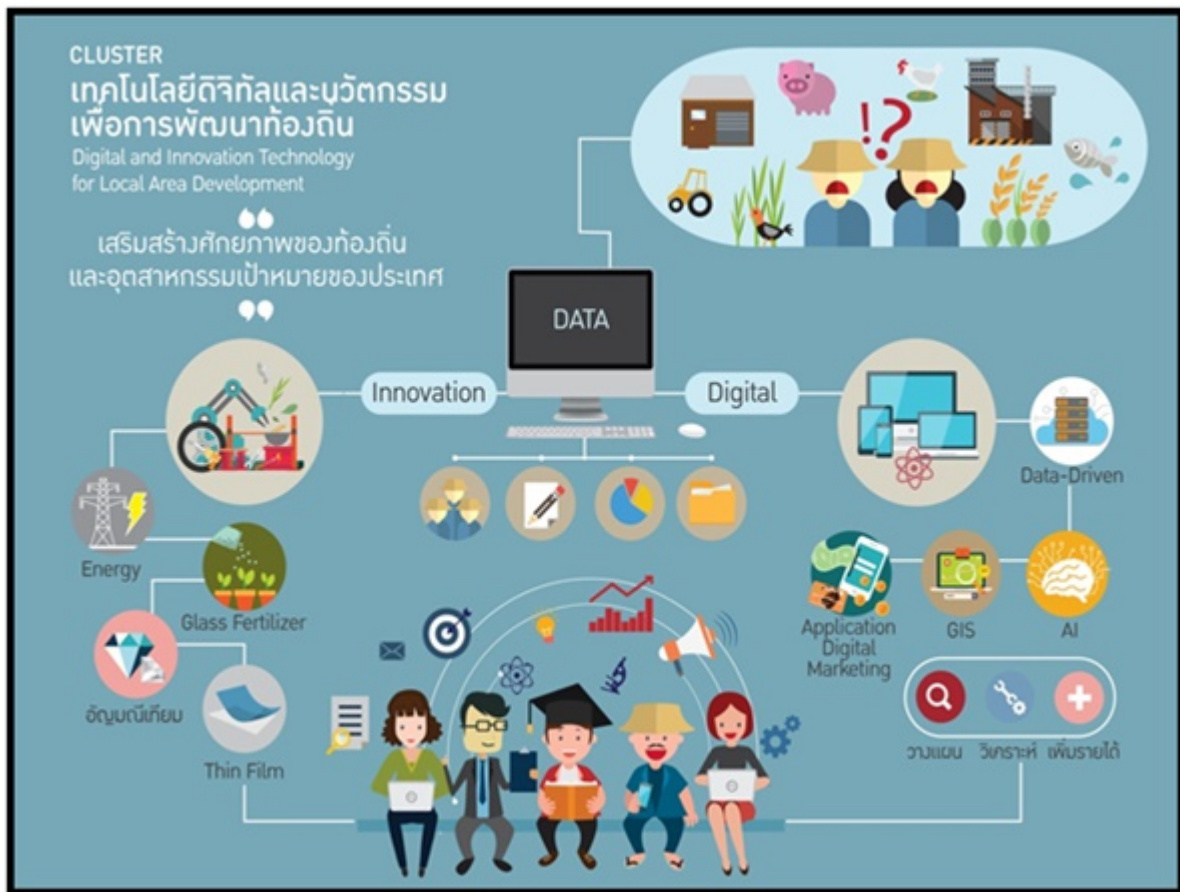 CLUSTER
เทคโนโลยีดิจิทัลและนวัตกรรม
เพื่อการพัฒนาท้องถิ่น
Digital and Innovation Technology
for Local Area Development
“
เสริมสร้างศักยภาพของท้องถิ่น
และอุตสาหกรรมเป้าหมายของประเทศ
”
!?
DATA
Innovation
Digital
Data-Driven
Energy
Glass Fertilizer
อัญมณีเทียม
Thin Film
Application
Digital
Marketing
GIS
AI
วางแผน
วิเคราะห์
เพิ่มรายได้